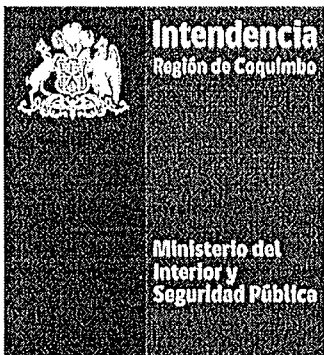 Intendencia
Región de Coquimbo
Ministerio del
Interior y
Seguridad Pública